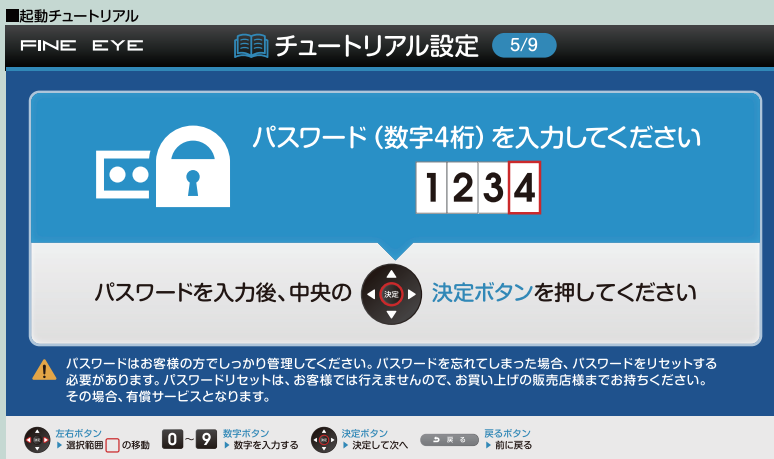 ■起動チュートリアル
FINE EYE
チュートリアル設定 5/9
パスワード(数字4桁)を入力してください
1 2 3 4
パスワードを入力後、中央の 決定 決定ボタンを押してください
パスワードはお客様の方でしっかり管理してください。パスワードを忘れてしまった場合、パスワードをリセットする
必要があります。パスワードリセットは、お客様では行えませんので、お買い上げの販売店様までお持ちください。
その場合、有償サービスとなります。
左右ボタン
▶ 選択範囲 の移動
0 ~ 9
数字ボタン
▶ 数字を入力する
決定ボタン
▶ 決定して次へ
戻る
戻るボタン
▶ 前に戻る